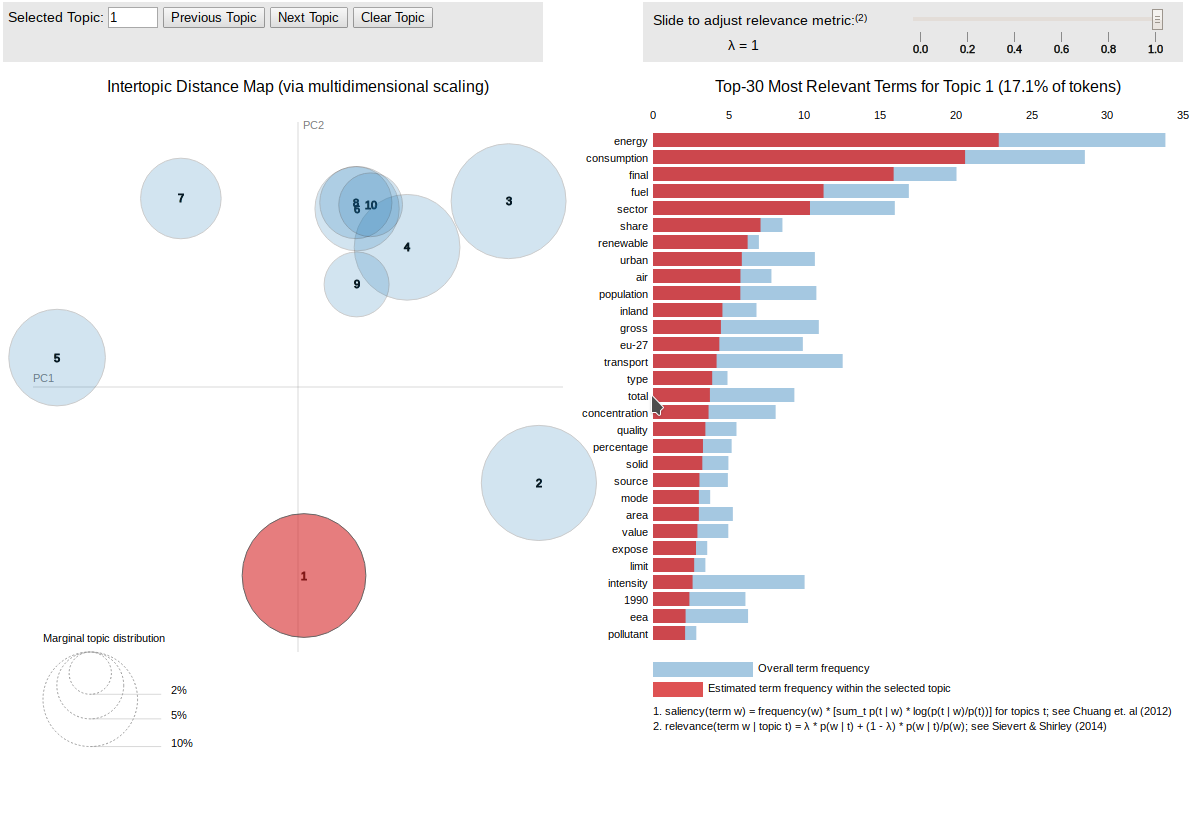 Selected Topic: 1 Previous Topic Next Topic Clear Topic
Slide to adjust relevance metric:(2)
λ = 1
0.0 0.2 0.4 0.6 0.8 1.0
Intertopic Distance Map (via multidimensional scaling)
PC2
7
8
6
10
3
4
9
5
PC1
2
1
Marginal topic distribution
2%
5%
10%
Top-30 Most Relevant Terms for Topic 1 (17.1% of tokens)
0 5 10 15 20 25 30 35
energy
consumption
final
fuel
sector
share
renewable
urban
air
population
inland
gross
eu-27
transport
type
total
concentration
quality
percentage
solid
source
mode
area
value
expose
limit
intensity
1990
eea
pollutant
Overall term frequency
Estimated term frequency within the selected topic
1. saliency(term w) = frequency(w) * [sum_t p(t | w) * log(p(t | w)/p(t))] for topics t; see Chuang et. al (2012)
2. relevance(term w | topic t) = λ * p(w | t) + (1 - λ) * p(w | t)/p(w); see Sievert & Shirley (2014)